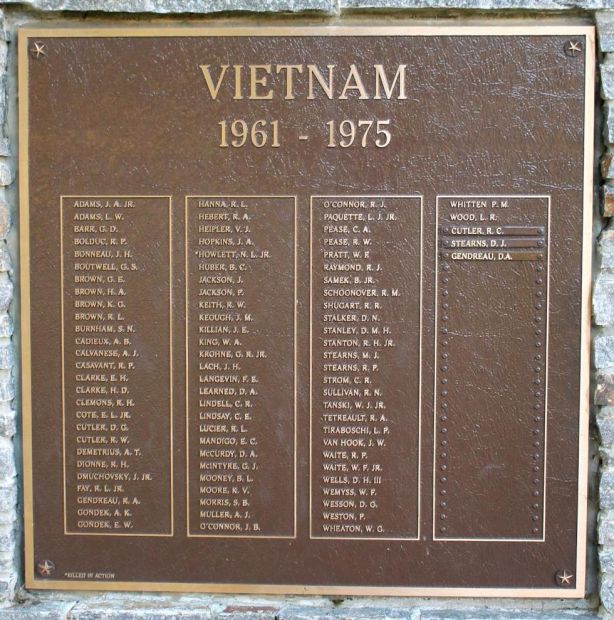 VIETNAM
1961 - 1975
ADAMS, J. A. JR.
ADAMS, L. W.
BARR, G. D.
BOLDUC, R. P.
BONNEAU, J. H.
BOUTWELL, G. S.
BROWN, G. E.
BROWN, H. A.
BROWN, K. G.
BROWN, R. L.
BURNHAM, S. N.
CADIEUX, A. B.
CALVANESE, A. J.
CASAVANT, R. P.
CLARKE, E. H.
CLARKE, H. D.
CLEMONS, R. H.
COTE, E. L. JR.
CUTLER, D. G.
CUTLER, R. W.
DEMETRIUS, A. T.
DIONNE, R. H.
DMUCHOVSKY, J. JR.
FAY, R. L. JR.
GENDREAU, R. A.
GONDEK, A. K.
GONDEK, E. W.
HANNA, R. L.
HEBERT, R. A.
HEIPLER, V. J.
HOPKINS, J. A.
*HOWLETT, N. L. JR.
HUBER, B. C.
JACKSON, J.
JACKSON, P.
KEITH, R. W.
KEOUGH, J. M.
KILLIAN, J. E.
KING, W. A.
KROHNE, G. R. JR.
LACH, J. H.
LANGEVIN, F. E.
LEARNED, D. A.
LINDELL, C. R.
LINDSAY, C. E.
LUCIER, R. L.
MANDIGO, E. C.
McCURDY, D. A.
McINTYRE, G. J.
MOONEY, B. L.
MOORE, K. V.
MORRIS, S. B.
MULLER, A. J.
O'CONNOR, J. B.
O'CONNOR, R. J.
PAQUETTE, L. J. JR.
PEASE, C. A.
PEASE, R. W.
PRATT, W. F.
RAYMOND, R. J.
SAMEK, B. JR.
SCHOONOVER, R. M.
SHUGART, R. R.
STALKER, D. N.
STANLEY, D. M. H.
STANTON, R. H. JR.
STEARNS, M. J.
STEARNS, R. P.
STROM, C. R.
SULLIVAN, R. N.
TANSKI, W. J. JR.
TETREAULT, R. A.
TIRABOSCHI, L. P.
VAN HOOK, J. W.
WAITE, R. P.
WAITE, W. F. JR.
WELLS, D. H. III
WEMYSS, W. F.
WESSON, D. G.
WESTON, P.
WHEATON, W. G.
WHITTEN P. M.
WOOD, L. R.
CUTLER, R. C.
STEARNS, D. J.
GENDREAU, D.A.
*KILLED IN ACTION